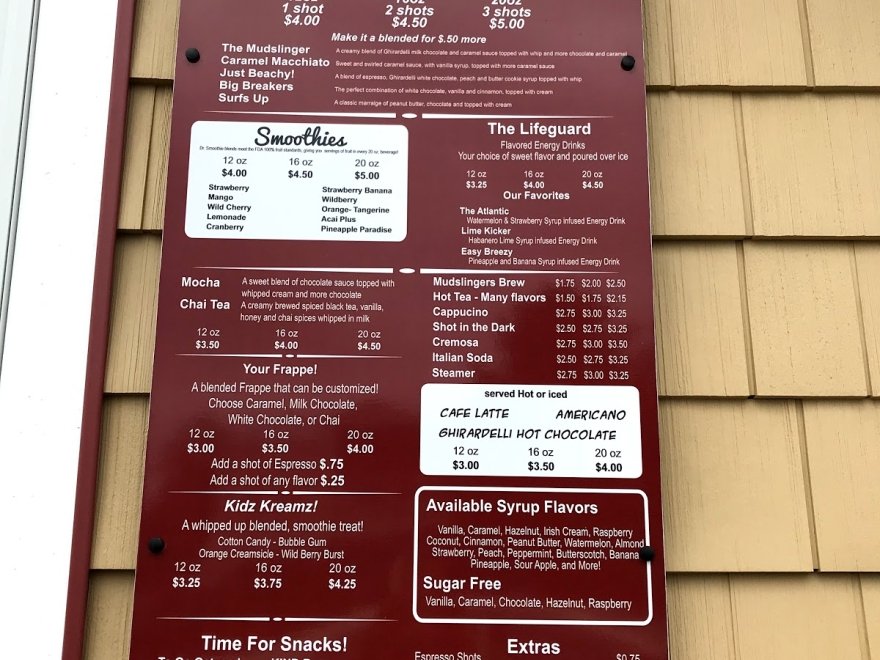 1 shot 2 shots 3 shots
$4.00 $4.50 $5.00
Make it a blended for $.50 more
The Mudslinger A creamy blend of Ghirardelli milk chocolate and caramel sauce topped with whip and more chocolate and caramel
Caramel Macchiato Sweet and swirled caramel sauce, with vanilla syrup, topped with more caramel sauce
Just Beachy! A blend of espresso, Ghirardelli white chocolate, peach and butter cookie syrup topped with whip
Big Breakers The perfect combination of white chocolate, vanilla and cinnamon, topped with cream
Surfs Up A classic marraige of peanut butter, chocolate and topped with cream
Smoothies
Dr. Smoothie blends meet the FDA 100% fruit standards, giving you servings of fruit in every 20 oz. beverage!
12 oz 16 oz 20 oz
$4.00 $4.50 $5.00
Strawberry Strawberry Banana
Mango Wildberry
Wild Cherry Orange- Tangerine
Lemonade Acai Plus
Cranberry Pineapple Paradise
The Lifeguard
Flavored Energy Drinks
Your choice of sweet flavor and poured over ice
12 oz 16 oz 20 oz
$3.25 $4.00 $4.50
Our Favorites
The Atlantic
Watermelon & Strawberry Syrup infused Energy Drink
Lime Kicker
Habanero Lime Syrup infused Energy Drink
Easy Breezy
Pineapple and Banana Syrup infused Energy Drink
Mocha A sweet blend of chocolate sauce topped with
whipped cream and more chocolate
Chai Tea A creamy brewed spiced black tea, vanilla,
honey and chai spices whipped in milk
12 oz 16 oz 20 oz
$3.50 $4.00 $4.50
Mudslingers Brew $1.75 $2.00 $2.50
Hot Tea - Many flavors $1.50 $1.75 $2.15
Cappucino $2.75 $3.00 $3.25
Shot in the Dark $2.50 $2.75 $3.25
Cremosa $2.75 $3.00 $3.50
Italian Soda $2.50 $2.75 $3.25
Steamer $2.75 $3.00 $3.25
Your Frappe!
A blended Frappe that can be customized!
Choose Caramel, Milk Chocolate,
White Chocolate, or Chai
12 oz 16 oz 20 oz
$3.00 $3.50 $4.00
Add a shot of Espresso $.75
Add a shot of any flavor $.25
served Hot or iced
CAFE LATTE AMERICANO
GHIRARDELLI HOT CHOCOLATE
12 oz 16 oz 20 oz
$3.00 $3.50 $4.00
Kidz Kreamz!
A whipped up blended, smoothie treat!
Cotton Candy - Bubble Gum
Orange Creamsicle - Wild Berry Burst
12 oz 16 oz 20 oz
$3.25 $3.75 $4.25
Available Syrup Flavors
Vanilla, Caramel, Hazelnut, Irish Cream, Raspberry
Coconut, Cinnamon, Peanut Butter, Watermelon, Almond
Strawberry, Peach, Peppermint, Butterscotch, Banana
Pineapple, Sour Apple, and More!
Sugar Free
Vanilla, Caramel, Chocolate, Hazelnut, Raspberry
Time For Snacks!
Extras
Espresso Shots $0.75